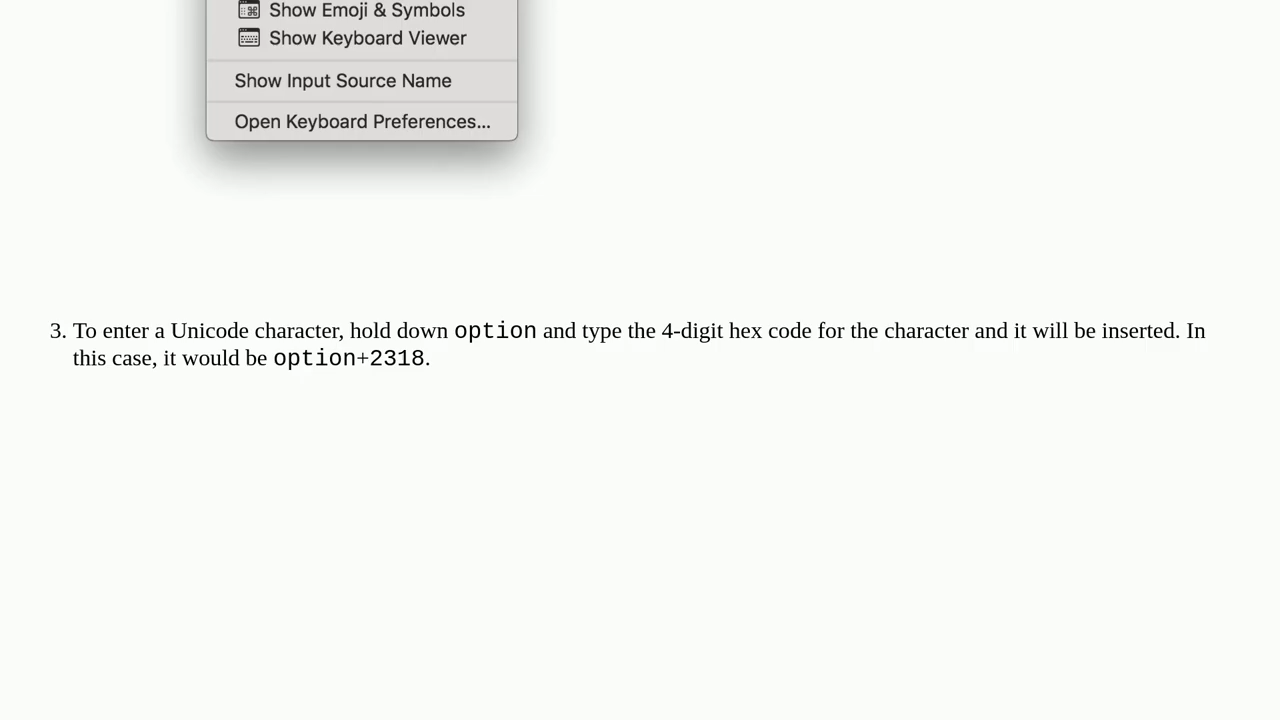 Show Emoji & Symbols
Show Keyboard Viewer
Show Input Source Name
Open Keyboard Preferences...
3. To enter a Unicode character, hold down option and type the 4-digit hex code for the character and it will be inserted. In
this case, it would be option+2318.